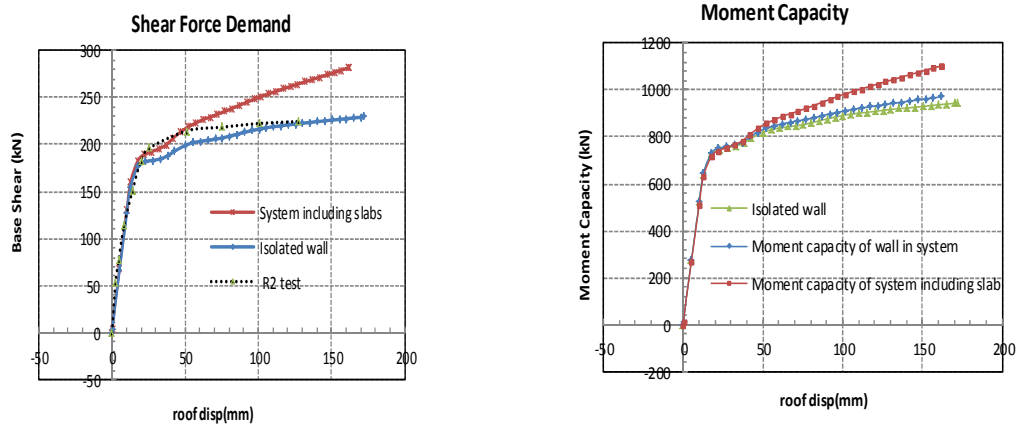 Shear Force Demand
300
250
200
150
100
50
0
-50
-50
0
50
100
150
200
Base Shear (kN)
roof disp(mm)
System including slabs
Isolated wall
R2 test
Moment Capacity
1200
1000
800
600
400
200
0
-200
-50
0
50
100
150
200
Moment Capacity (kN)
roof disp(mm)
Isolated wall
Moment capacity of wall in system
Moment capacity of system including slab